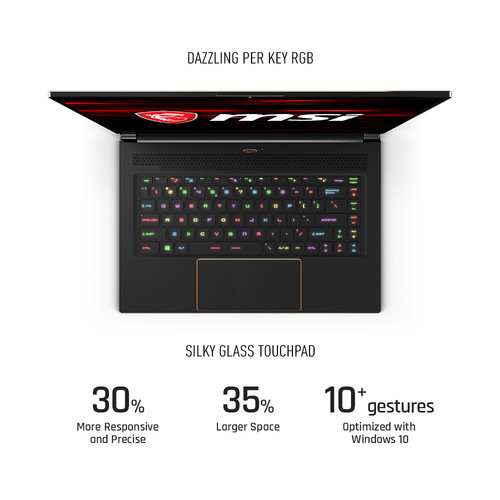 DAZZLING PER KEY RGB
msi
SILKY GLASS TOUCHPAD
30%
More Responsive
and Precise
35%
Larger Space
10+ gestures
Optimized with
Windows 10